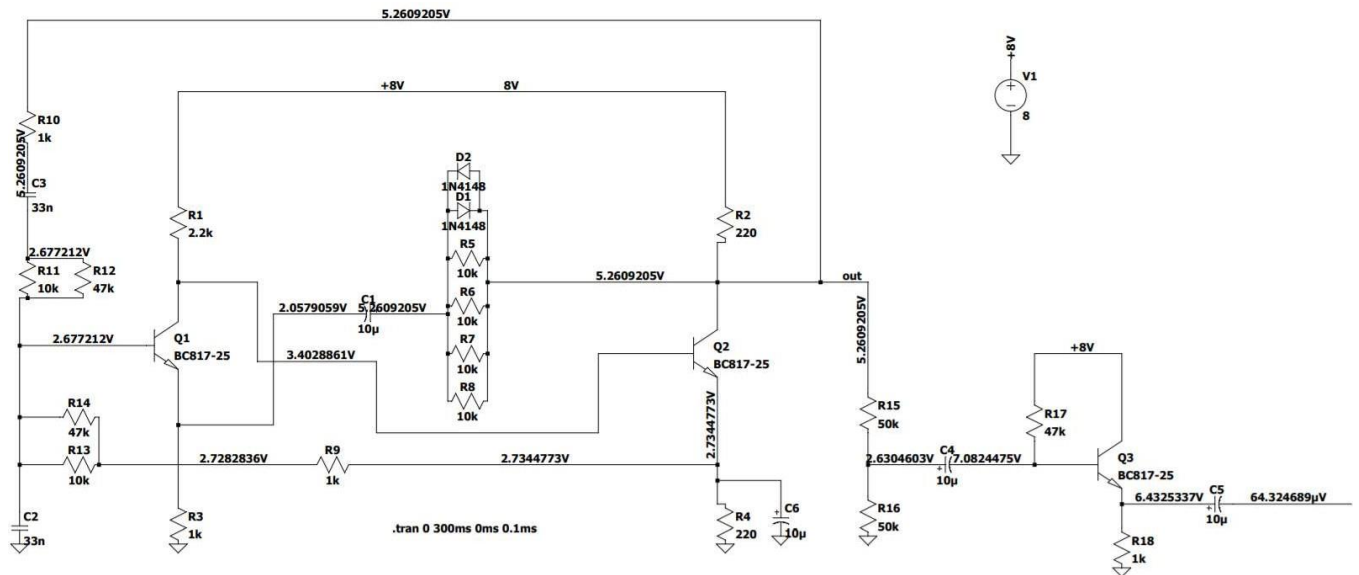 5.2609205V
+8V
V1
8
+8V
8V
R10
1k
5.2609205V
C3
33n
D2
1N4148
D1
1N4148
R1
2.2k
R2
220
2.677212V
R11
10k
R12
47k
R5
10k
5.2609205V
out
R6
10k
2.0579059V
C1
5.2609205V
10µ
5.2609205V
2.677212V
Q1
BC817-25
R7
10k
3.4028861V
Q2
BC817-25
+8V
R8
10k
R14
47k
2.7344773V
R15
50k
R17
47k
R13
10k
2.7282836V
R9
1k
2.7344773V
2.6304603V
C4
10µ
7.0824475V
Q3
BC817-25
6.4325337V
C5
10µ
64.324689µV
C2
33n
R3
1k
.tran 0 300ms 0ms 0.1ms
R4
220
C6
10µ
R16
50k
R18
1k